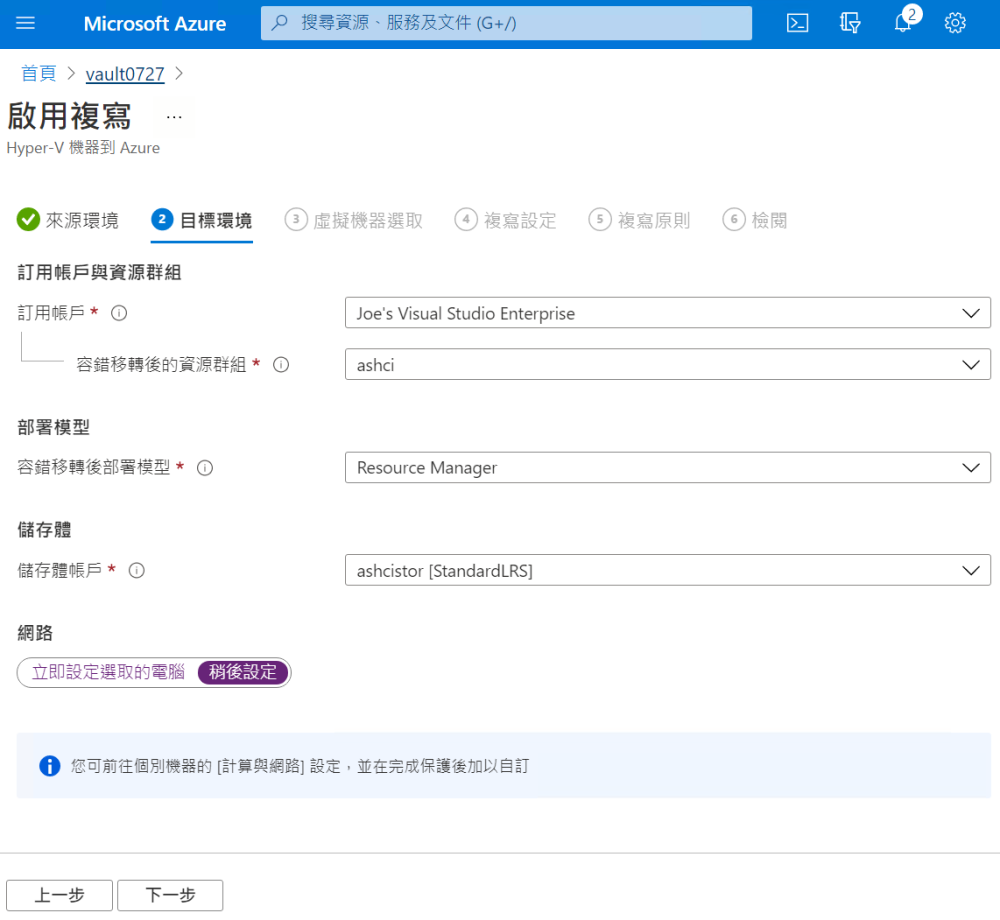 Microsoft Azure
搜尋資源、服務及文件 (G+/)
2
首頁 > vault0727 >
啟用複寫 ...
Hyper-V 機器到 Azure
來源環境 2 目標環境 3 虛擬機器選取 4 複寫設定 5 複寫原則 6 檢閱
訂用帳戶與資源群組
訂用帳戶 * Joe's Visual Studio Enterprise
容錯移轉後的資源群組 * ashci
部署模型
容錯移轉後部署模型 * Resource Manager
儲存體
儲存體帳戶 * ashcistor [StandardLRS]
網路
立即設定選取的電腦 稍後設定
您可前往個別機器的 [計算與網路] 設定，並在完成保護後加以自訂
上一步 下一步